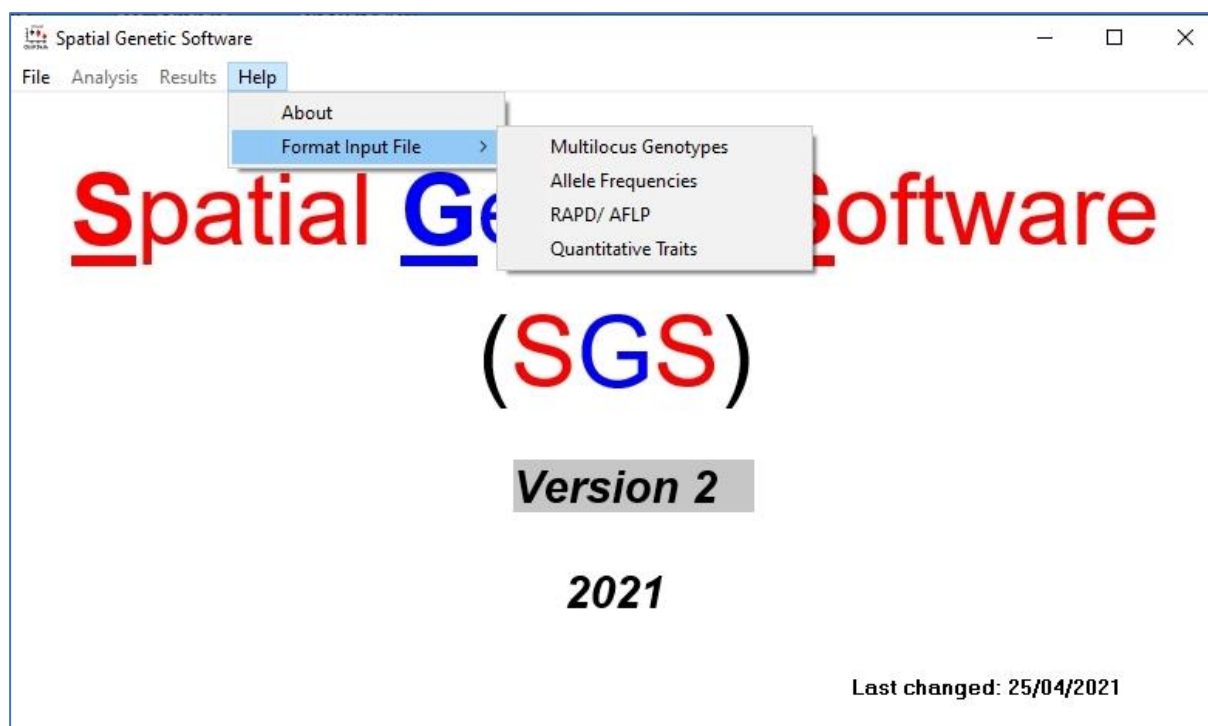 Spatial Genetic Software
File Analysis Results Help
About
Format Input File
Multilocus Genotypes
Allele Frequencies
RAPD/ AFLP
Quantitative Traits
Spatial Ge Software
(SGS)
Version 2
2021
Last changed: 25/04/2021